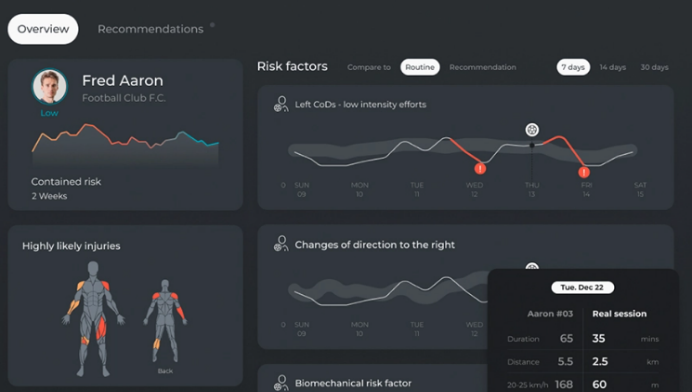 Overview
Recommendations
Fred Aaron
Football Club F.C.
Low
Contained risk
2 Weeks
Highly likely injuries
Back
Risk factors
Compare to
Routine
Recommendation
7 days
14 days
30 days
Left CoDs - low intensity efforts
0 SUN MON TUE WED THU FRI SAT
09 10 11 12 13 14 15
Changes of direction to the right
0 SUN MON TUE WED
09 10 11 12
Biomechanical risk factor
Tue. Dec 22
Aaron #03 Real session
Duration 65 35 mins
Distance 5.5 2.5 km
20-25 km/h 168 60 m